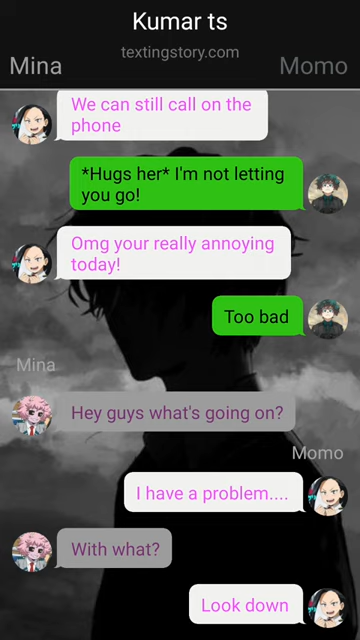 Kumar ts
textingstory.com
Mina
Momo
We can still call on the
phone
*Hugs her* I'm not letting
you go!
Omg your really annoying
today!
Too bad
Mina
Hey guys what's going on?
Momo
I have a problem....
With what?
Look down